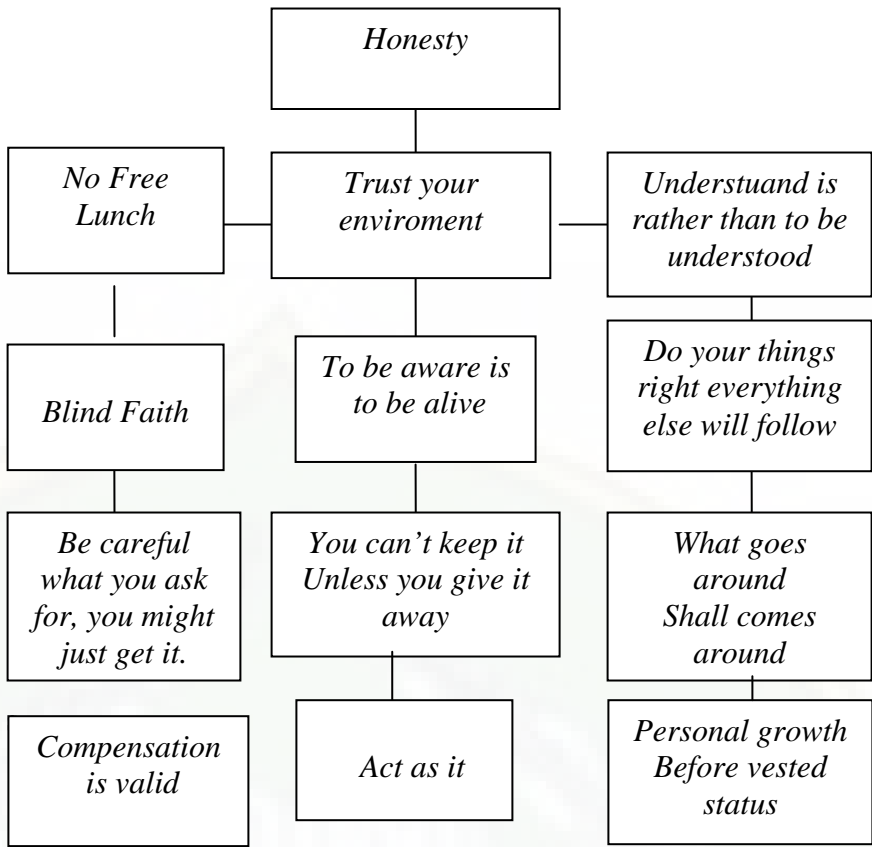 Honesty
No Free
Lunch
Trust your
enviroment
Understuand is
rather than to be
understood
Blind Faith
To be aware is
to be alive
Do your things
right everything
else will follow
Be careful
what you ask
for, you might
just get it.
You can’t keep it
Unless you give it
away
What goes
around
Shall comes
around
Compensation
is valid
Act as it
Personal growth
Before vested
status